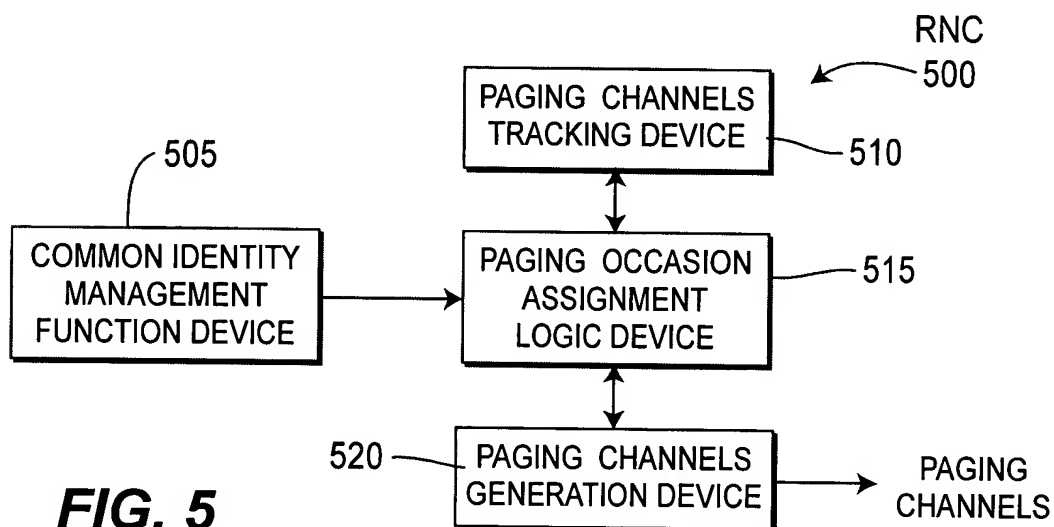 RNC
500
PAGING CHANNELS
TRACKING DEVICE
510
505
COMMON IDENTITY
MANAGEMENT
FUNCTION DEVICE
PAGING OCCASION
ASSIGNMENT
LOGIC DEVICE
515
520
PAGING CHANNELS
GENERATION DEVICE
PAGING
CHANNELS
FIG. 5